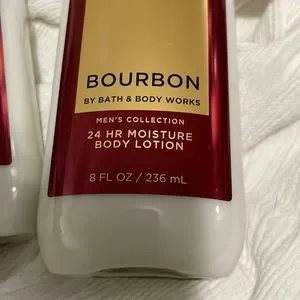 BOURBON
BY BATH & BODY WORKS
MEN'S COLLECTION
24 HR MOISTURE
BODY LOTION
8 FL OZ / 236 mL